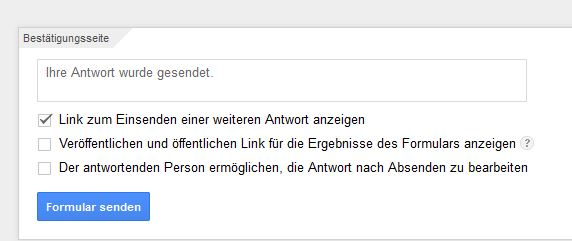 Bestätigungsseite
Ihre Antwort wurde gesendet.
Link zum Einsenden einer weiteren Antwort anzeigen
Veröffentlichen und öffentlichen Link für die Ergebnisse des Formulars anzeigen ?
Der antwortenden Person ermöglichen, die Antwort nach Absenden zu bearbeiten
Formular senden